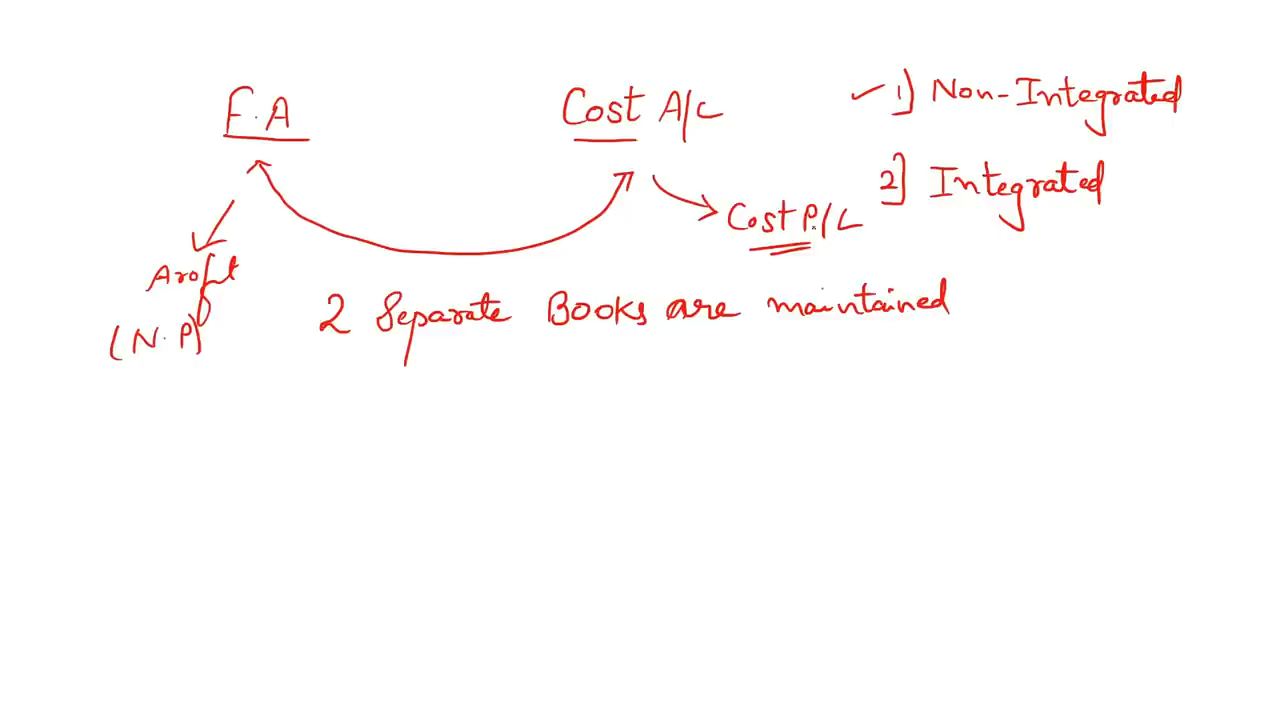 F.A
Cost A/C
1) Non-Integrated
2] Integrated
Cost P/L
Profit
(N.P)
2 Separate Books are maintained